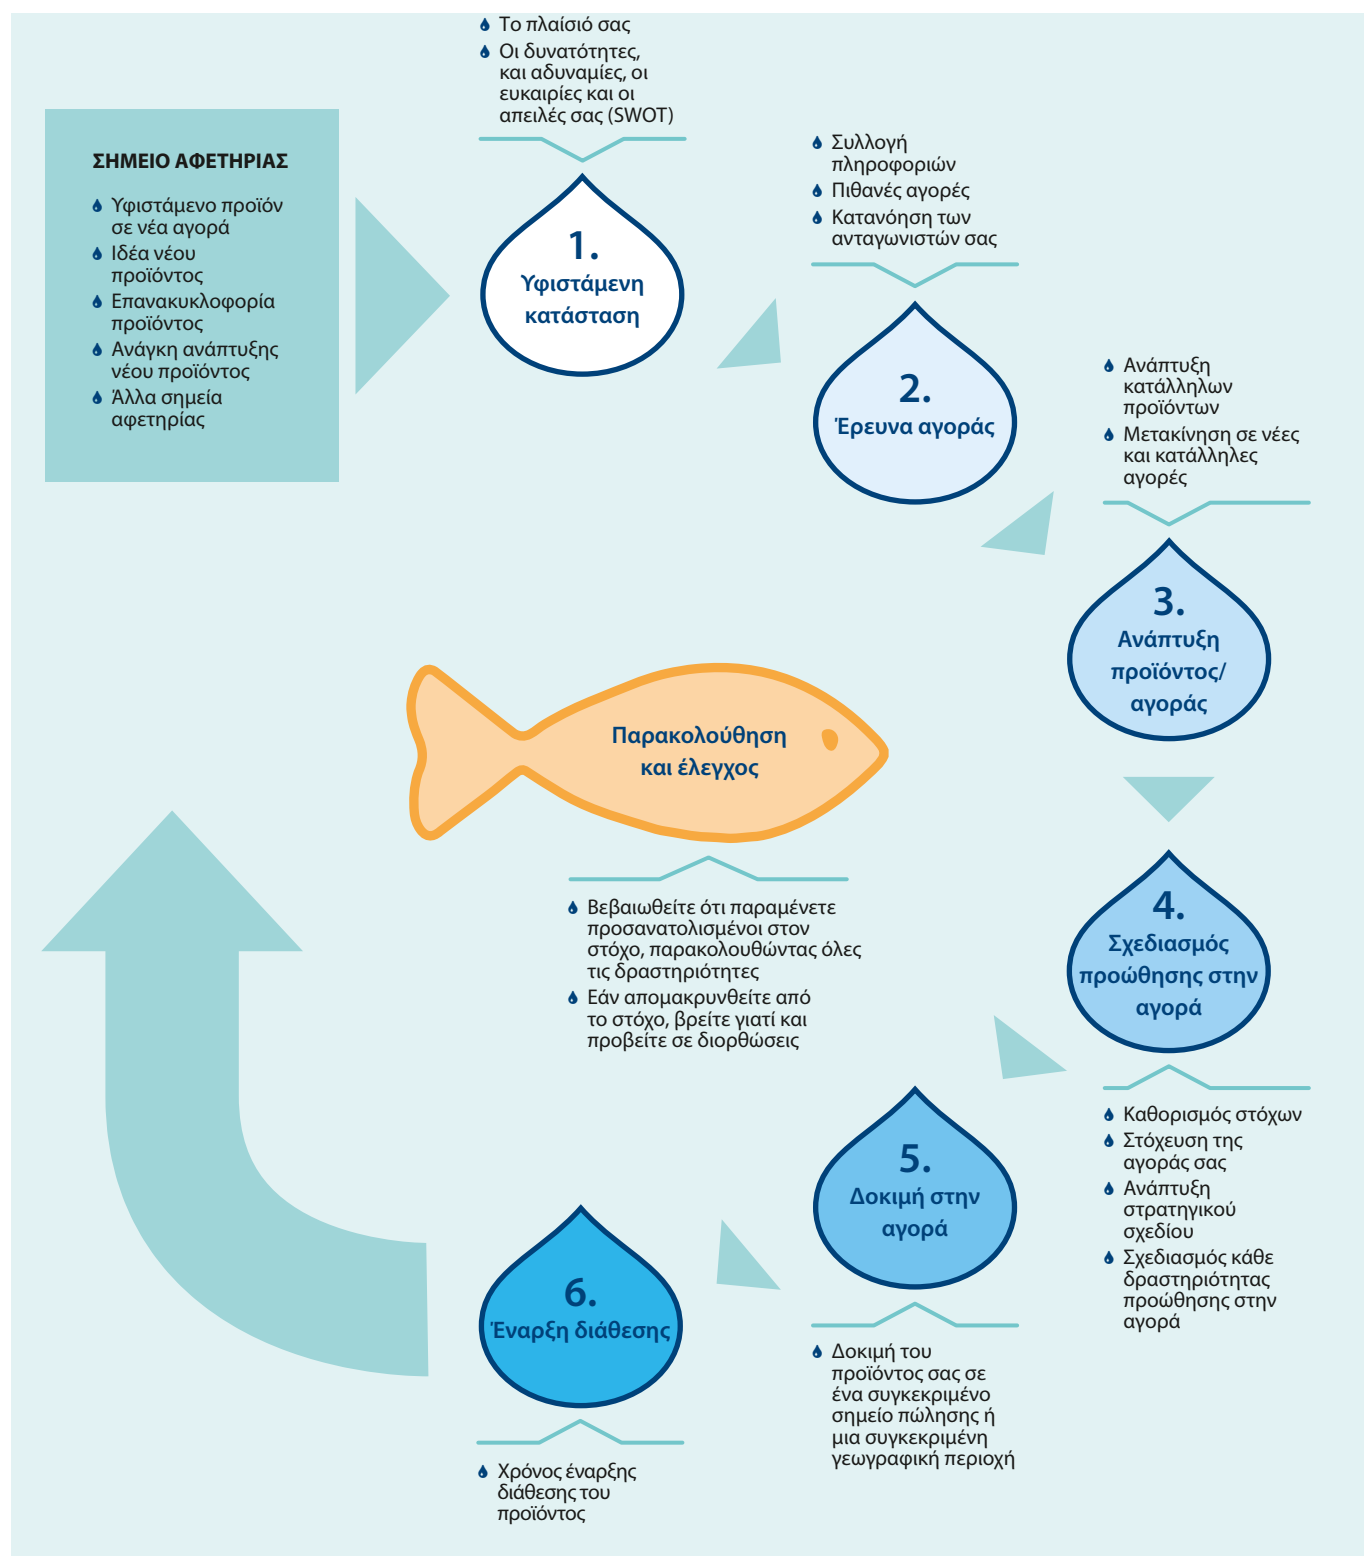 ΣΗΜΕΙΟ ΑΦΕΤΗΡΙΑΣ
Υφιστάμενο προϊόν
σε νέα αγορά
Ιδέα νέου
προϊόντος
Επανακυκλοφορία
προϊόντος
Ανάγκη ανάπτυξης
νέου προϊόντος
Άλλα σημεία
αφετηρίας
Το πλαίσιό σας
Οι δυνατότητες,
και αδυναμίες, οι
ευκαιρίες και οι
απειλές σας (SWOT)
1.
Υφιστάμενη
κατάσταση
Συλλογή
πληροφοριών
Πιθανές αγορές
Κατανόηση των
ανταγωνιστών σας
2.
Έρευνα αγοράς
Ανάπτυξη
κατάλληλων
προϊόντων
Μετακίνηση σε νέες
και κατάλληλες
αγορές
3.
Ανάπτυξη
προϊόντος/
αγοράς
Παρακολούθηση
και έλεγχος
Βεβαιωθείτε ότι παραμένετε
προσανατολισμένοι στον
στόχο, παρακολουθώντας όλες
τις δραστηριότητες
Εάν απομακρυνθείτε από
το στόχο, βρείτε γιατί και
προβείτε σε διορθώσεις
4.
Σχεδιασμός
προώθησης στην
αγορά
Καθορισμός στόχων
Στόχευση της
αγοράς σας
Ανάπτυξη
στρατηγικού
σχεδίου
Σχεδιασμός κάθε
δραστηριότητας
προώθησης στην
αγορά
5.
Δοκιμή στην
αγορά
Δοκιμή του
προϊόντος σας σε
ένα συγκεκριμένο
σημείο πώλησης ή
μια συγκεκριμένη
γεωγραφική περιοχή
6.
Έναρξη διάθεσης
Χρόνος έναρξης
διάθεσης του
προϊόντος